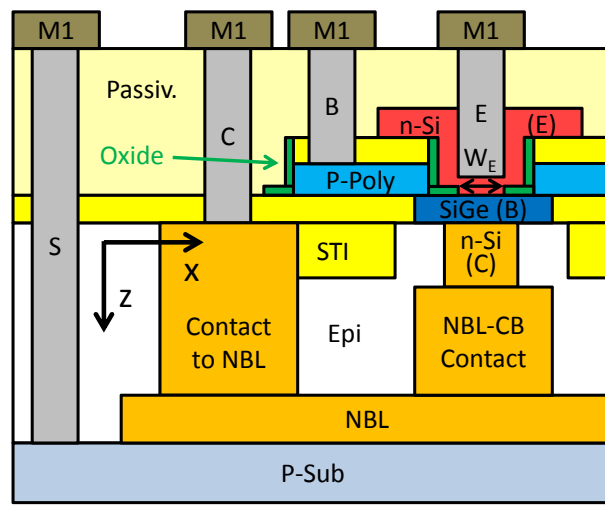 M1 M1 M1 M1
Passiv.
B
E
n-Si (E)
C
Oxide
W_E
P-Poly
SiGe (B)
S
STI
n-Si
(C)
X
Z
Contact
to NBL
Epi
NBL-CB
Contact
NBL
P-Sub